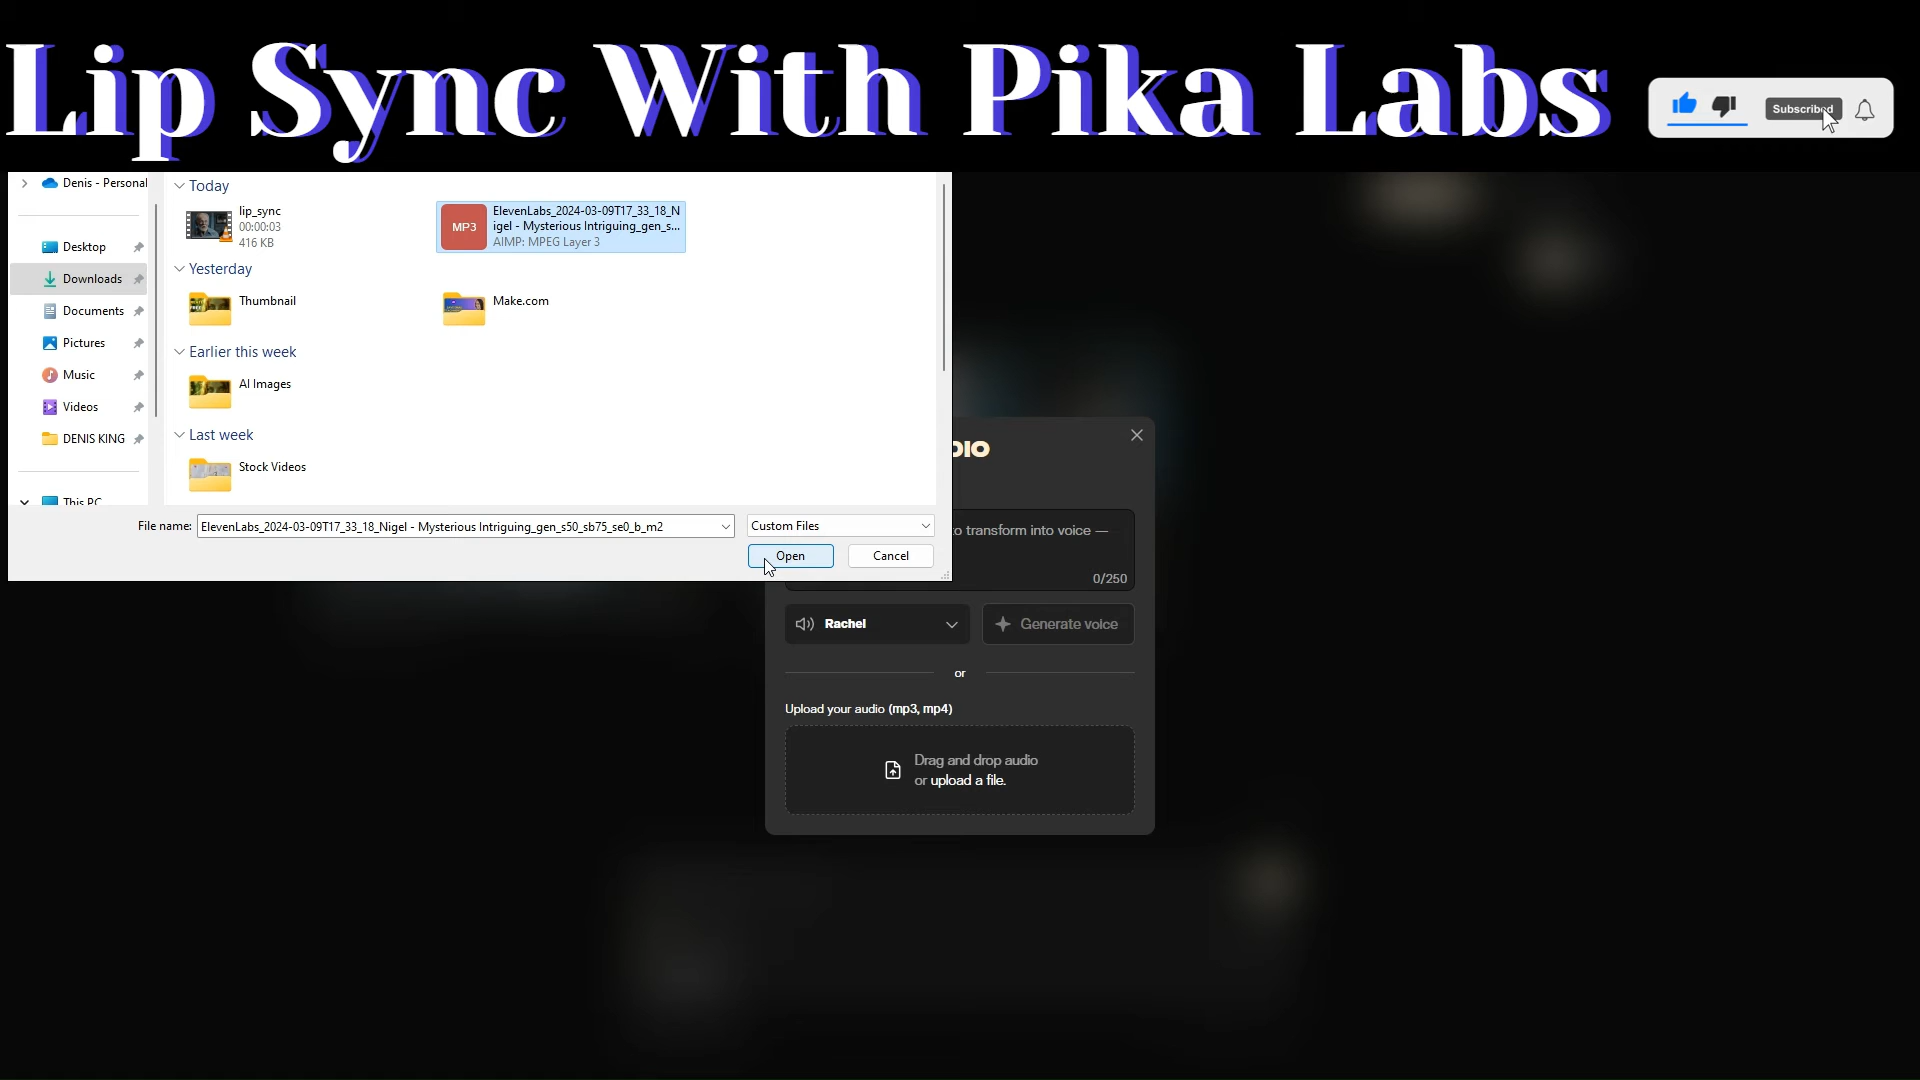 Lip Sync With Pika Labs
Subscribed
Denis - Personal
Desktop
Downloads
Documents
Pictures
Music
Videos
DENIS KING
This PC
Today
lip_sync
00:00:03
416 KB
MP3
ElevenLabs_2024-03-09T17_33_18_N
igel - Mysterious Intriguing_gen_s...
AIMP: MPEG Layer 3
Yesterday
Thumbnail
Make.com
Earlier this week
AI Images
Last week
Stock Videos
File name:
ElevenLabs_2024-03-09T17_33_18_Nigel - Mysterious Intriguing_gen_s50_sb75_se0_b_m2
Custom Files
Open
Cancel
to transform into voice —
0/250
Rachel
Generate voice
or
Upload your audio (mp3, mp4)
Drag and drop audio
or upload a file.